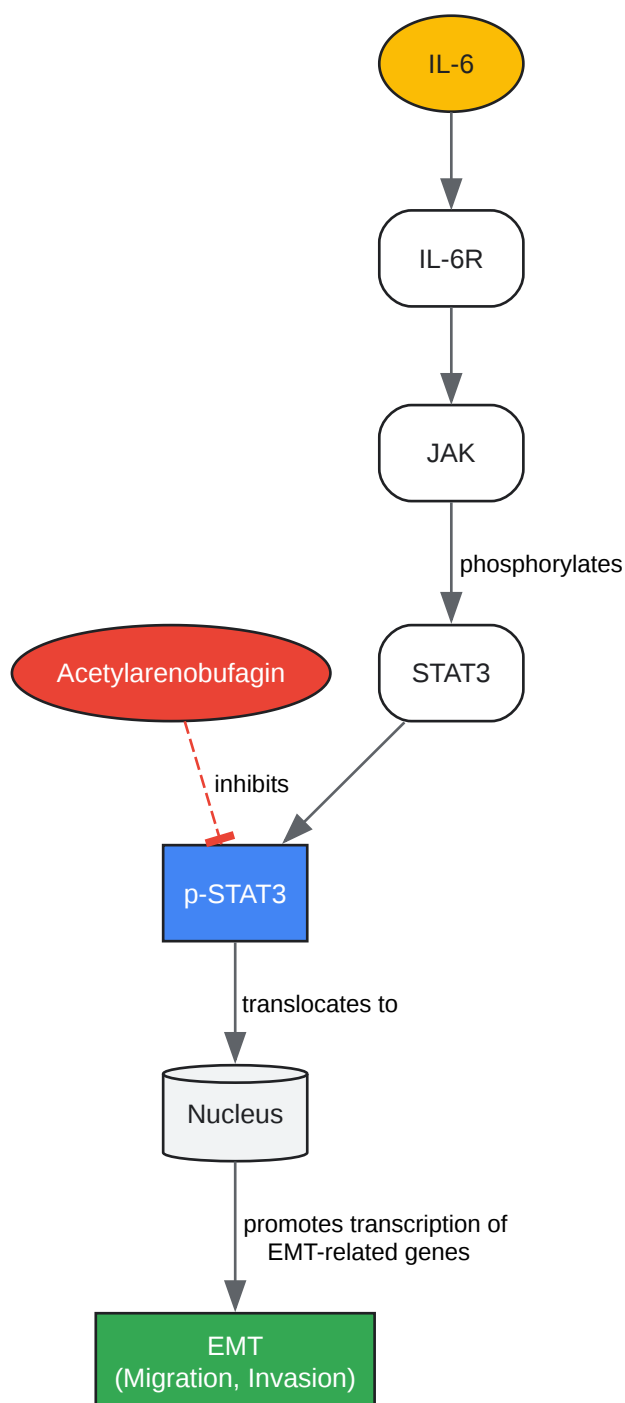 IL-6
IL-6R
JAK
phosphorylates
STAT3
Acetylarenobufagin
inhibits
p-STAT3
translocates to
Nucleus
promotes transcription of
EMT-related genes
EMT
(Migration, Invasion)